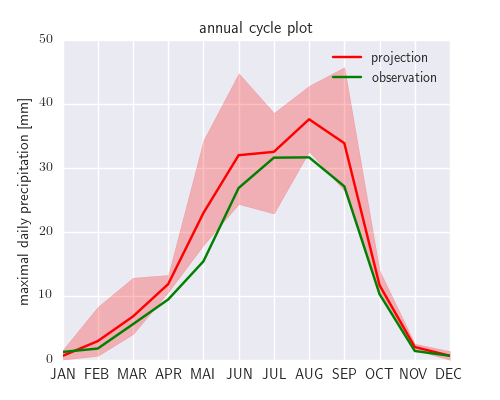 annual cycle plot
50
projection
observation
40
30
20
10
0
maximal daily precipitation [mm]
JAN FEB MAR APR MAI JUN JUL AUG SEP OCT NOV DEC